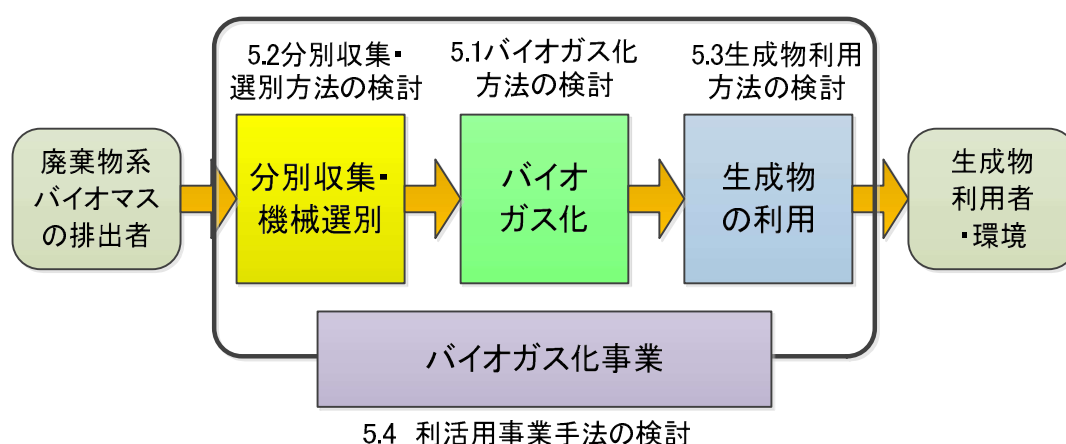 5.2分別収集・
選別方法の検討
5.1バイオガス化
方法の検討
5.3生成物利用
方法の検討
廃棄物系
バイオマス
の排出者
分別収集・
機械選別
バイオ
ガス化
生成物
の利用
生成物
利用者
・環境
バイオガス化事業
5.4 利活用事業手法の検討